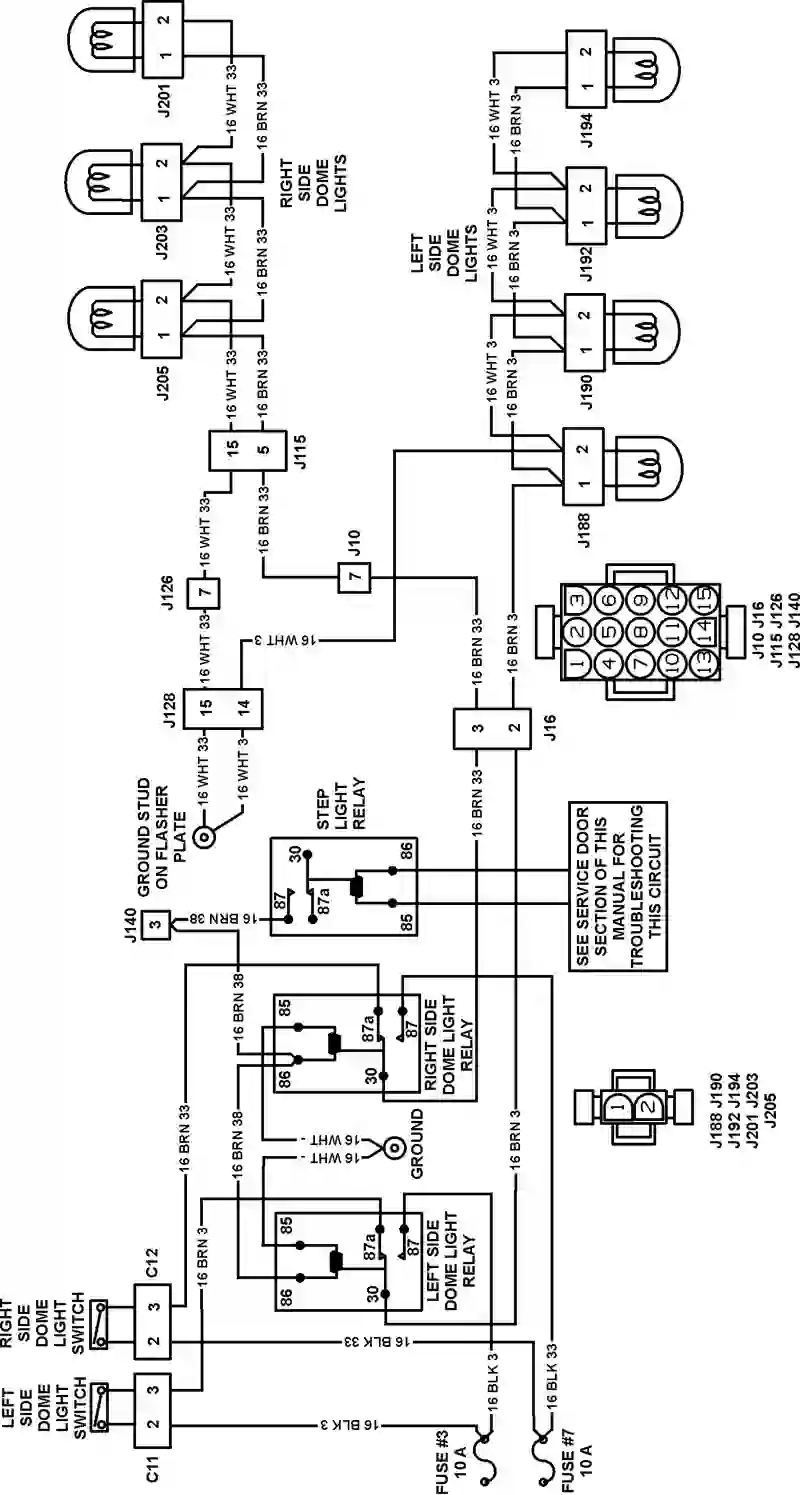 LEFT
SIDE
DOME
LIGHT
SWITCH
RIGHT
SIDE
DOME
LIGHT
SWITCH
C11
2
3
C12
2
3
16 BLK 3
16 BLK 33
16 BRN 3
16 BRN 33
FUSE #3
10 A
FUSE #7
10 A
16 BLK 3
16 BLK 33
LEFT SIDE
DOME LIGHT
RELAY
86
85
30
87a
87
16 WHT -
16 WHT -
GROUND
16 BRN 38
16 BRN 38
RIGHT SIDE
DOME LIGHT
RELAY
86
85
30
87a
87
16 BRN 3
J140
3
16 BRN 38
STEP
LIGHT
RELAY
87
30
87a
85
86
SEE SERVICE DOOR
SECTION OF THIS
MANUAL FOR
TROUBLESHOOTING
THIS CIRCUIT
GROUND STUD
ON FLASHER
PLATE
16 WHT 33
16 WHT 3
J128
15
14
16 WHT 33
16 WHT 3
J126
7
16 WHT 33
16 BRN 33
J16
3
2
16 BRN 33
16 BRN 3
J10
7
16 BRN 33
J115
15
5
16 WHT 33
16 BRN 33
J205
1
2
16 WHT 33
16 BRN 33
J203
1
2
16 WHT 33
16 BRN 33
J201
1
2
16 WHT 33
16 BRN 33
RIGHT
SIDE
DOME
LIGHTS
LEFT
SIDE
DOME
LIGHTS
J188
1
2
16 WHT 3
16 BRN 3
J190
1
2
16 WHT 3
16 BRN 3
J192
1
2
16 WHT 3
16 BRN 3
J194
1
2
1
2
J188 J190
J192 J194
J201 J203
J205
1 2 3
4 5 6
7 8 9
10 11 12
13 14 15
J10 J16
J115 J126
J128 J140